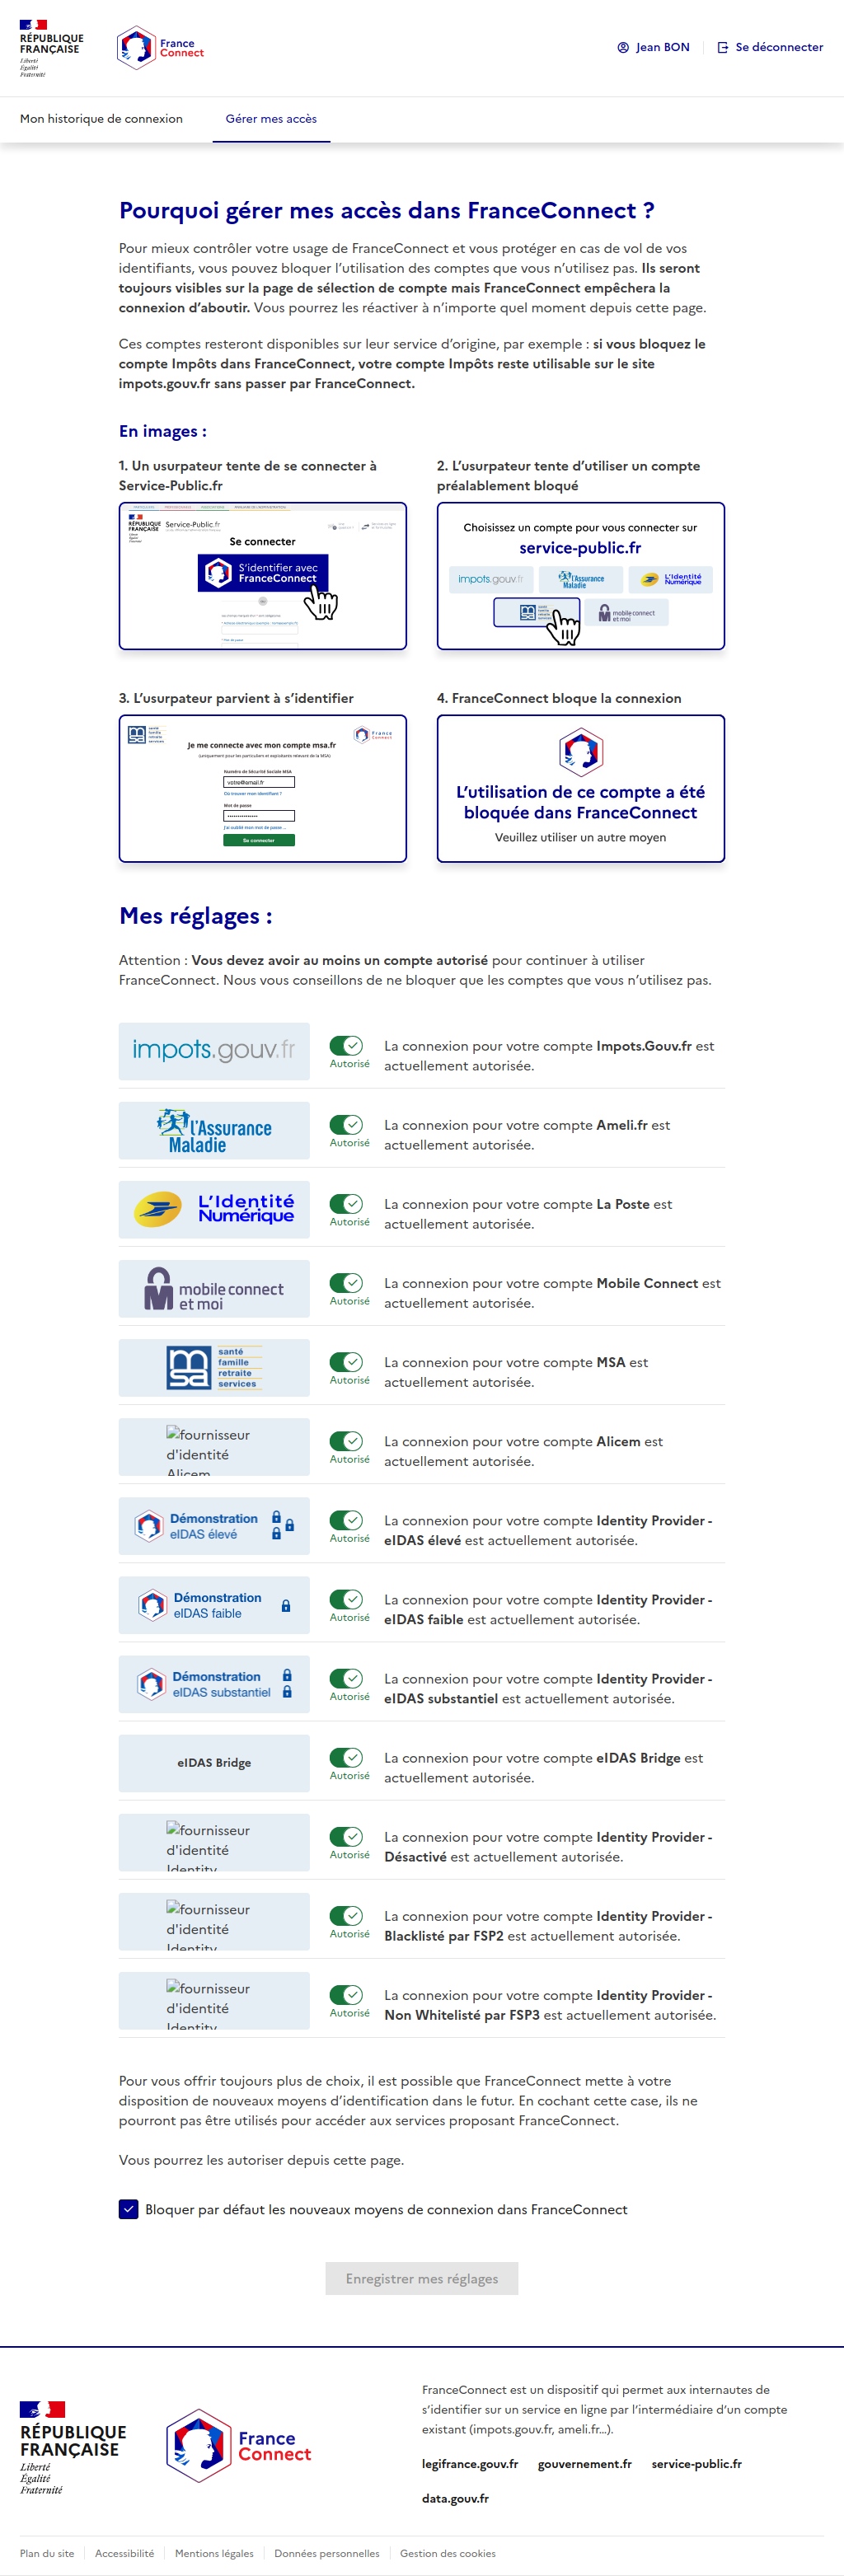 RÉPUBLIQUE
FRANÇAISE
Liberté
Égalité
Fraternité
France
Connect
Jean BON
Se déconnecter
Mon historique de connexion
Gérer mes accès
Pourquoi gérer mes accès dans FranceConnect ?
Pour mieux contrôler votre usage de FranceConnect et vous protéger en cas de vol de vos
identifiants, vous pouvez bloquer l’utilisation des comptes que vous n’utilisez pas. Ils seront
toujours visibles sur la page de sélection de compte mais FranceConnect empêchera la
connexion d’aboutir. Vous pourrez les réactiver à n’importe quel moment depuis cette page.
Ces comptes resteront disponibles sur leur service d’origine, par exemple : si vous bloquez le
compte Impôts dans FranceConnect, votre compte Impôts reste utilisable sur le site
impots.gouv.fr sans passer par FranceConnect.
En images :
1. Un usurpateur tente de se connecter à
Service-Public.fr
RÉPUBLIQUE
FRANÇAISE
Service-Public.fr
Se connecter
S’identifier avec
FranceConnect
2. L’usurpateur tente d’utiliser un compte
préalablement bloqué
Choisissez un compte pour vous connecter sur
service-public.fr
impots.gouv.fr
l'Assurance
Maladie
L'Identité
Numérique
mobile connect
et moi
3. L’usurpateur parvient à s’identifier
santé
famille
retraite
services
France
Connect
Je me connecte avec mon compte msa.fr
(uniquement pour les particuliers et exploitants relevant de la MSA)
Numéro de Sécurité Sociale MSA
votre@email.fr
Où trouver mon identifiant ?
Mot de passe
J'ai oublié mon mot de passe ...
Se connecter
4. FranceConnect bloque la connexion
L’utilisation de ce compte a été
bloquée dans FranceConnect
Veuillez utiliser un autre moyen
Mes réglages :
Attention : Vous devez avoir au moins un compte autorisé pour continuer à utiliser
FranceConnect. Nous vous conseillons de ne bloquer que les comptes que vous n’utilisez pas.
impots.gouv.fr
Autorisé
La connexion pour votre compte Impots.Gouv.fr est
actuellement autorisée.
l'Assurance
Maladie
Autorisé
La connexion pour votre compte Ameli.fr est
actuellement autorisée.
L'Identité
Numérique
Autorisé
La connexion pour votre compte La Poste est
actuellement autorisée.
mobile connect
et moi
Autorisé
La connexion pour votre compte Mobile Connect est
actuellement autorisée.
msa
santé
famille
retraite
services
Autorisé
La connexion pour votre compte MSA est
actuellement autorisée.
fournisseur
d'identité
Alicem
Autorisé
La connexion pour votre compte Alicem est
actuellement autorisée.
Démonstration
eIDAS élevé
Autorisé
La connexion pour votre compte Identity Provider -
eIDAS élevé est actuellement autorisée.
Démonstration
eIDAS faible
Autorisé
La connexion pour votre compte Identity Provider -
eIDAS faible est actuellement autorisée.
Démonstration
eIDAS substantiel
Autorisé
La connexion pour votre compte Identity Provider -
eIDAS substantiel est actuellement autorisée.
eIDAS Bridge
Autorisé
La connexion pour votre compte eIDAS Bridge est
actuellement autorisée.
fournisseur
d'identité
Identity
Autorisé
La connexion pour votre compte Identity Provider -
Désactivé est actuellement autorisée.
fournisseur
d'identité
Identity
Autorisé
La connexion pour votre compte Identity Provider -
Blacklisté par FSP2 est actuellement autorisée.
fournisseur
d'identité
Identity
Autorisé
La connexion pour votre compte Identity Provider -
Non Whitelisté par FSP3 est actuellement autorisée.
Pour vous offrir toujours plus de choix, il est possible que FranceConnect mette à votre
disposition de nouveaux moyens d’identification dans le futur. En cochant cette case, ils ne
pourront pas être utilisés pour accéder aux services proposant FranceConnect.
Vous pourrez les autoriser depuis cette page.
Bloquer par défaut les nouveaux moyens de connexion dans FranceConnect
Enregistrer mes réglages
RÉPUBLIQUE
FRANÇAISE
Liberté
Égalité
Fraternité
France
Connect
FranceConnect est un dispositif qui permet aux internautes de
s’identifier sur un service en ligne par l’intermédiaire d’un compte
existant (impots.gouv.fr, ameli.fr…).
legifrance.gouv.fr
gouvernement.fr
service-public.fr
data.gouv.fr
Plan du site
Accessibilité
Mentions légales
Données personnelles
Gestion des cookies